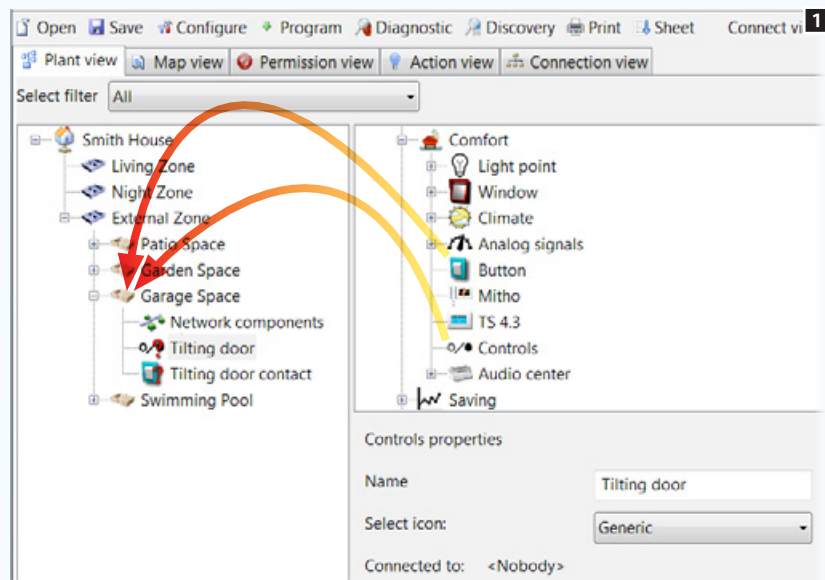 Open Save Configure Program Diagnostic Discovery Print Sheet Connect vi 1
Plant view Map view Permission view Action view Connection view
Select filter All
Smith House
Living Zone
Night Zone
External Zone
Patio Space
Garden Space
Garage Space
Network components
Tilting door
Tilting door contact
Swimming Pool
Comfort
Light point
Window
Climate
Analog signals
Button
Mitho
TS 4.3
Controls
Audio center
Saving
Controls properties
Name Tilting door
Select icon: Generic
Connected to: <Nobody>